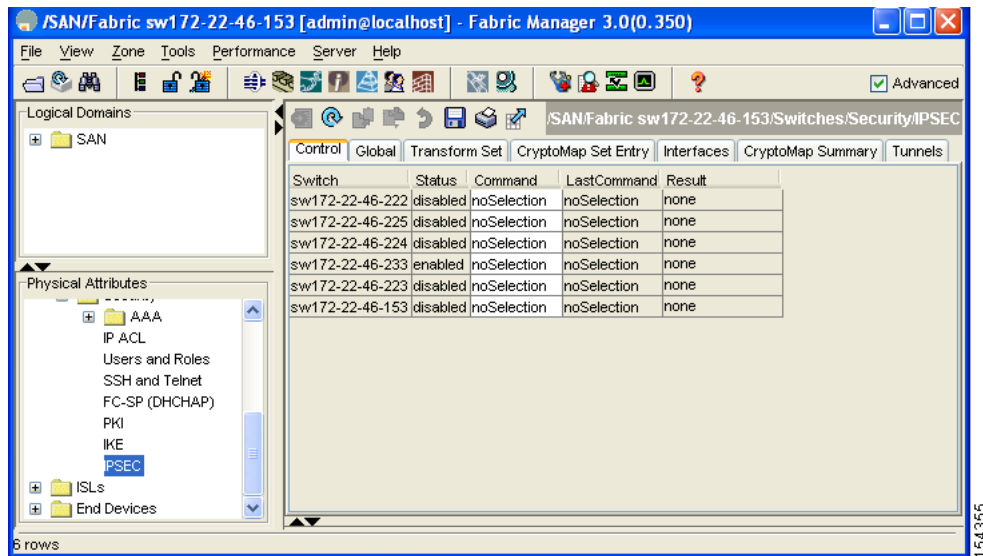 /SAN/Fabric sw172-22-46-153 [admin@localhost] - Fabric Manager 3.0(0.350)
File View Zone Tools Performance Server Help
Advanced
Logical Domains
SAN
/SAN/Fabric sw172-22-46-153/Switches/Security/IPSEC
Control Global Transform Set CryptoMap Set Entry Interfaces CryptoMap Summary Tunnels
Switch Status Command LastCommand Result
sw172-22-46-222 disabled noSelection noSelection none
sw172-22-46-225 disabled noSelection noSelection none
sw172-22-46-224 disabled noSelection noSelection none
sw172-22-46-233 enabled noSelection noSelection none
sw172-22-46-223 disabled noSelection noSelection none
sw172-22-46-153 disabled noSelection noSelection none
Physical Attributes
AAA
IP ACL
Users and Roles
SSH and Telnet
FC-SP (DHCHAP)
PKI
IKE
IPSEC
ISLs
End Devices
6 rows
154355